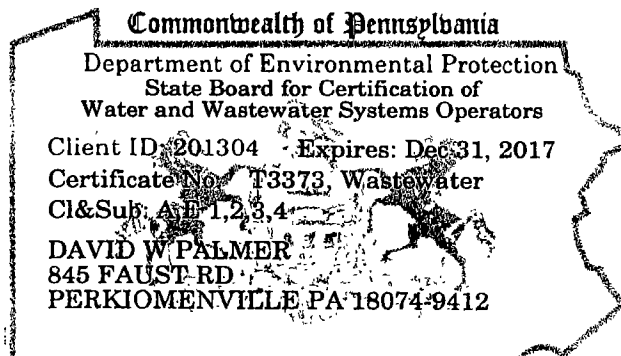 Commonwealth of Pennsylvania
Department of Environmental Protection
State Board for Certification of
Water and Wastewater Systems Operators
Client ID: 201304 Expires: Dec 31, 2017
Certificate No. T3373, Wastewater
Cl&Sub: A E 1,2,3,4
DAVID W PALMER
845 FAUST RD
PERKIOMENVILLE PA 18074-9412